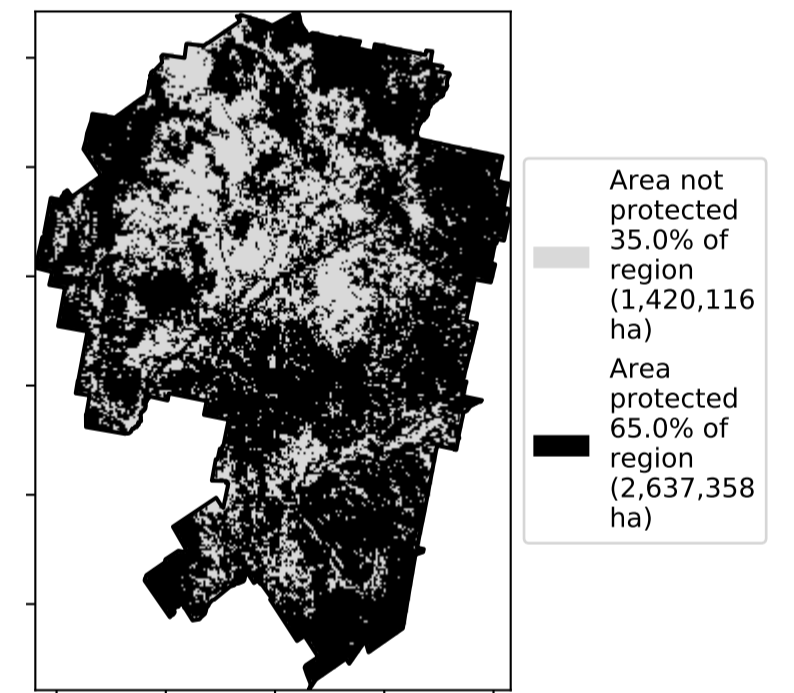 Area not
protected
35.0% of
region
(1,420,116
ha)
Area
protected
65.0% of
region
(2,637,358
ha)